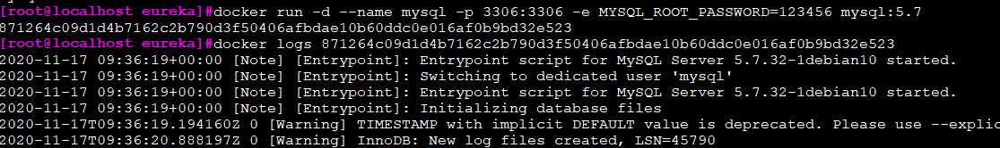 [root@localhost eureka]#docker run -d --name mysql -p 3306:3306 -e MYSQL_ROOT_PASSWORD=123456 mysql:5.7
871264c09d1d4b7162c2b790d3f50406afbdae10b60ddc0e016af0b9bd32e523
[root@localhost eureka]#docker logs 871264c09d1d4b7162c2b790d3f50406afbdae10b60ddc0e016af0b9bd32e523
2020-11-17 09:36:19+00:00 [Note] [Entrypoint]: Entrypoint script for MySQL Server 5.7.32-1debian10 started.
2020-11-17 09:36:19+00:00 [Note] [Entrypoint]: Switching to dedicated user 'mysql'
2020-11-17 09:36:19+00:00 [Note] [Entrypoint]: Entrypoint script for MySQL Server 5.7.32-1debian10 started.
2020-11-17 09:36:19+00:00 [Note] [Entrypoint]: Initializing database files
2020-11-17T09:36:19.194160Z 0 [Warning] TIMESTAMP with implicit DEFAULT value is deprecated. Please use --explic
2020-11-17T09:36:20.888197Z 0 [Warning] InnoDB: New log files created, LSN=45790